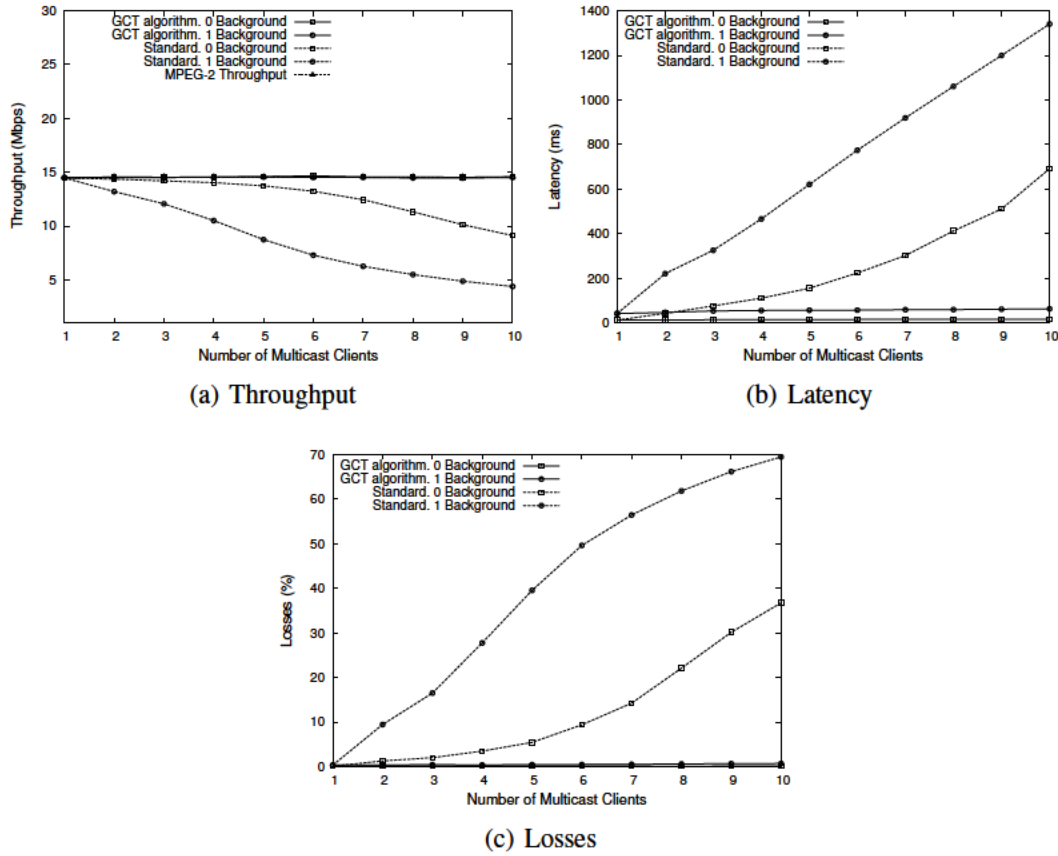 GCT algorithm. 0 Background
GCT algorithm. 1 Background
Standard. 0 Background
Standard. 1 Background
MPEG-2 Throughput
30
25
20
15
10
5
Throughput (Mbps)
1 2 3 4 5 6 7 8 9 10
Number of Multicast Clients
(a) Throughput
GCT algorithm. 0 Background
GCT algorithm. 1 Background
Standard. 0 Background
Standard. 1 Background
1400
1200
1000
800
600
400
200
0
Latency (ms)
1 2 3 4 5 6 7 8 9 10
Number of Multicast Clients
(b) Latency
GCT algorithm. 0 Background
GCT algorithm. 1 Background
Standard. 0 Background
Standard. 1 Background
70
60
50
40
30
20
10
0
Losses (%)
1 2 3 4 5 6 7 8 9 10
Number of Multicast Clients
(c) Losses